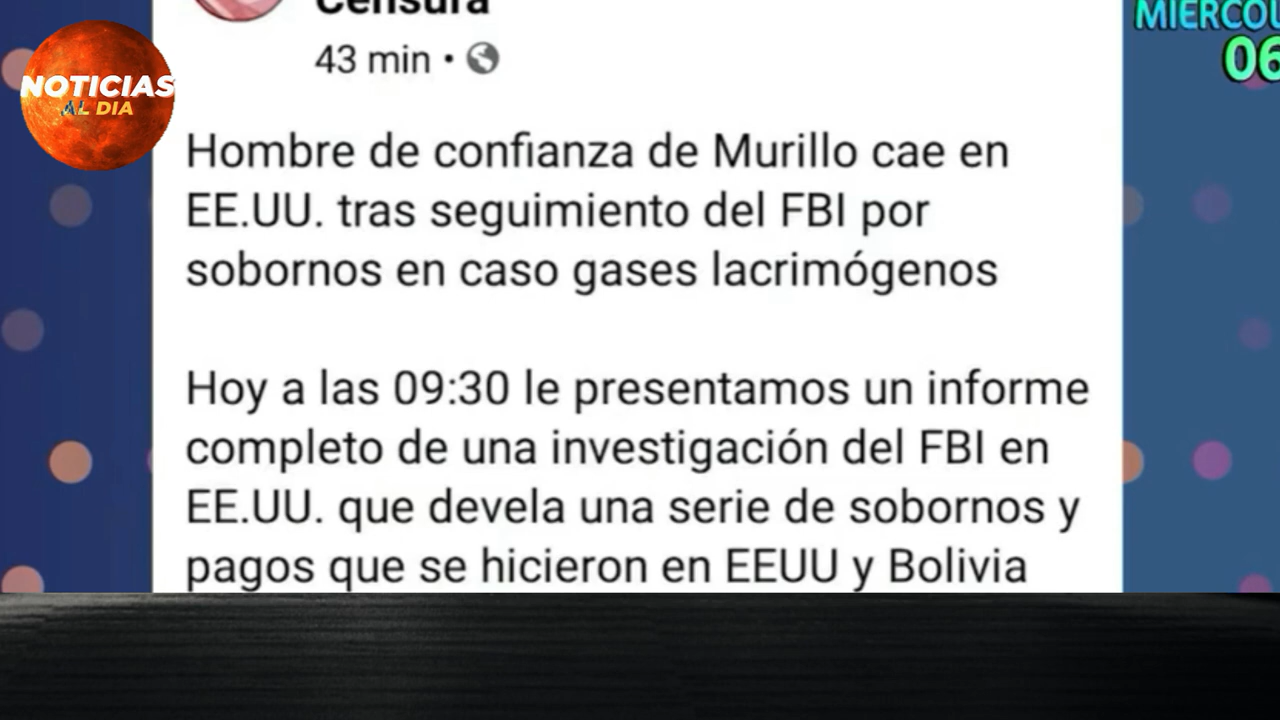 Censura
43 min •
NOTICIAS
AL DIA
MIERCOL
06
Hombre de confianza de Murillo cae en
EE.UU. tras seguimiento del FBI por
sobornos en caso gases lacrimógenos
Hoy a las 09:30 le presentamos un informe
completo de una investigación del FBI en
EE.UU. que devela una serie de sobornos y
pagos que se hicieron en EEUU y Bolivia